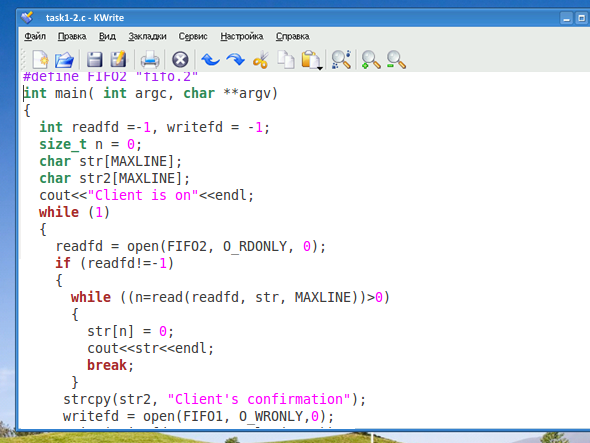 task1-2.c - KWrite
Файл Правка Вид Закладки Сервис Настройка Справка
#define FIFO2 "fifo.2"
int main( int argc, char **argv)
{
int readfd =-1, writefd = -1;
size_t n = 0;
char str[MAXLINE];
char str2[MAXLINE];
cout<<"Client is on"<<endl;
while (1)
{
readfd = open(FIFO2, O_RDONLY, 0);
if (readfd!=-1)
{
while ((n=read(readfd, str, MAXLINE))>0)
{
str[n] = 0;
cout<<str<<endl;
break;
}
strcpy(str2, "Client's confirmation");
writefd = open(FIFO1, O_WRONLY,0);